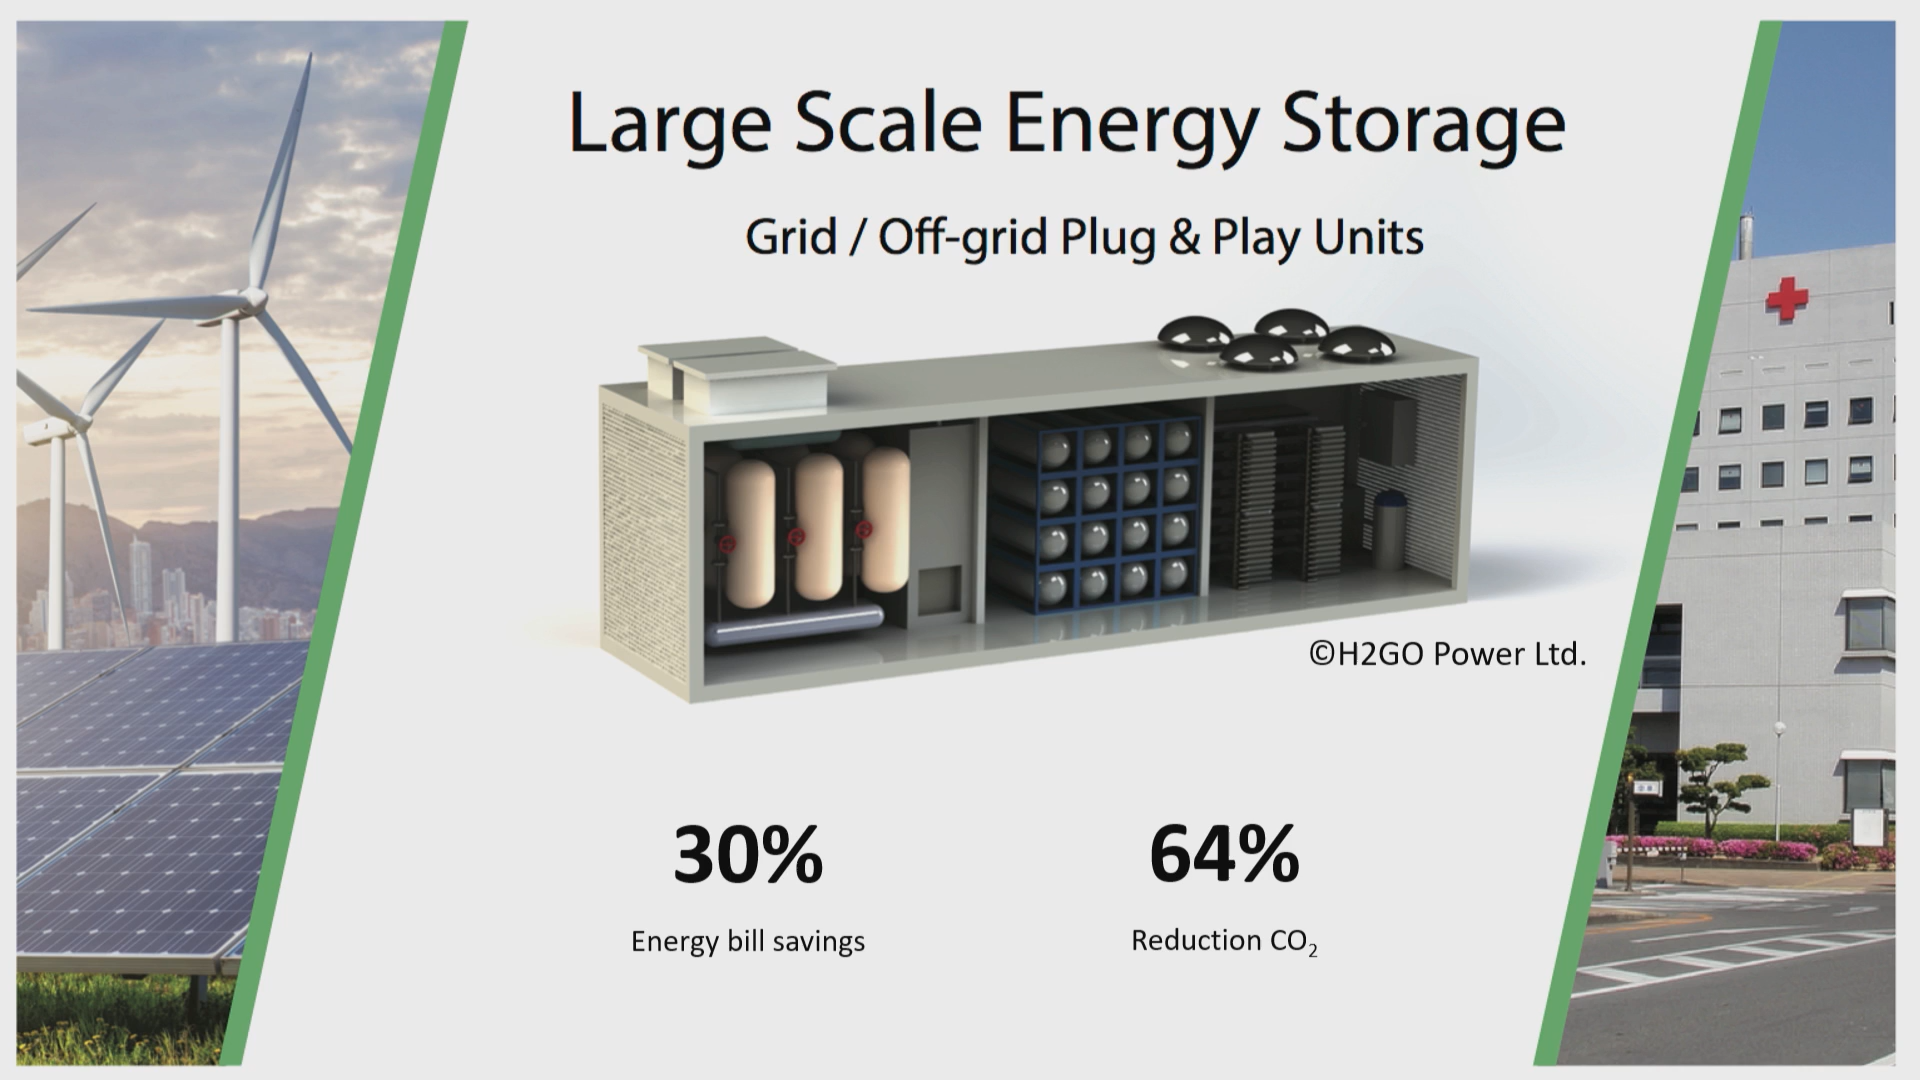 Large Scale Energy Storage
Grid / Off-grid Plug & Play Units
©H2GO Power Ltd.
30%
64%
Energy bill savings
Reduction CO₂